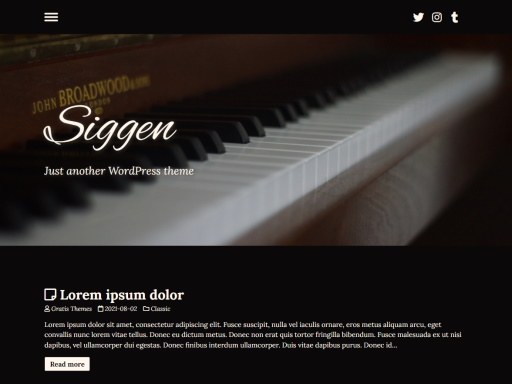 JOHN BROADWOOD
Siggen
Just another WordPress theme
Lorem ipsum dolor
Gratis Themes 2021-08-02 Classic
Lorem ipsum dolor sit amet, consectetur adipiscing elit. Fusce suscipit, nulla vel iaculis ornare, eros metus aliquam arcu, eget
convallis nunc lorem vitae tellus. Donec eu dictum metus. Donec non erat quis tortor fringilla bibendum. Fusce malesuada ex ut nisi
dapibus, vel ullamcorper dui egestas. Donec finibus interdum ullamcorper. Duis vitae dapibus purus. Donec id…
Read more